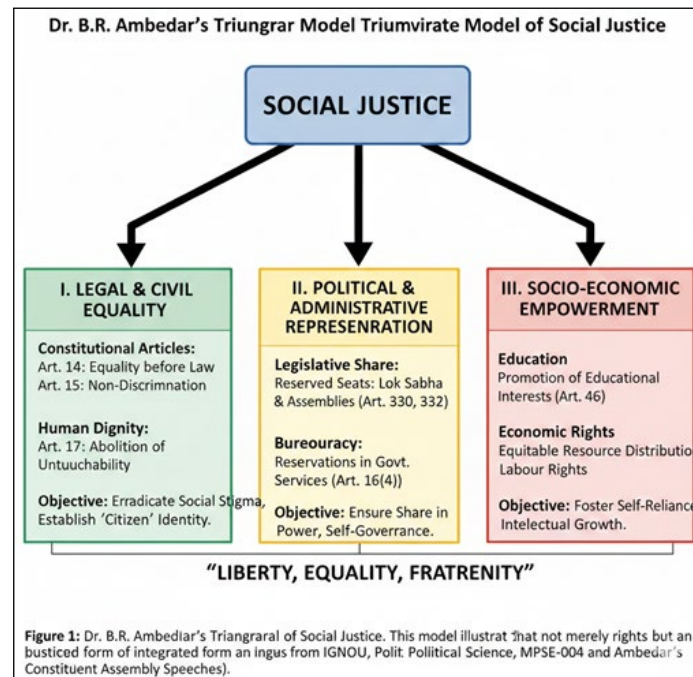 Dr. B.R. Ambedar's Triungrar Model Triumvirate Model of Social Justice
SOCIAL JUSTICE
I. LEGAL & CIVIL
EQUALITY
Constitutional Articles:
Art. 14: Equality before Law
Art. 15: Non-Discrimnation
Human Dignity:
Art. 17: Abolition of
Untuuchability
Objective: Erradicate Social Stigma,
Establish ‘Citizen’ Identity.
II. POLITICAL &
ADMINISTRATIVE
REPRESENRATION
Legislative Share:
Reserved Seats: Lok Sabha
& Assemblies (Art. 330, 332)
Bureouracy:
Reservations in Govt.
Services (Art. 16(4))
Objective: Ensure Share in
Power, Self-Goverrance.
III. SOCIO-ECONOMIC
EMPOWERMENT
Education
Promotion of Educational
Interests (Art. 46)
Economic Rights
Equitable Resource Distributio
Labour Rights
Objective: Foster Self-Reliance
Intelectual Growth.
“LIBERTY, EQUALITY, FRATRENITY”
Figure 1: Dr. B.R. Ambedlar's Triangraral of Social Justice. This model illustrat that not merely rights but an
busticed form of integrated form an ingus from IGNOU, Polit Poliitical Science, MPSE-004 and Ambedar's
Constituent Assembly Speeches).